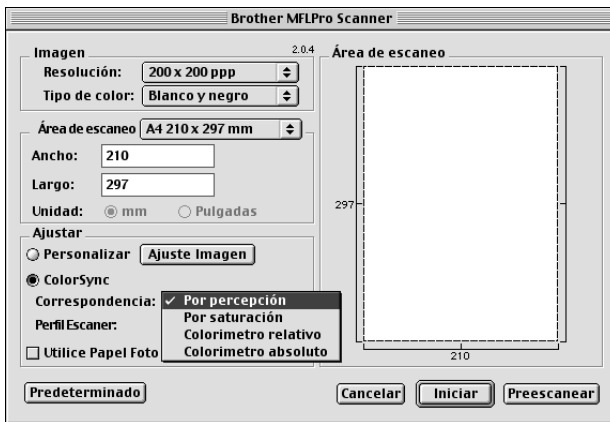 Brother MFLPro Scanner
Imagen
2.0.4
Resolución: 200 x 200 ppp
Tipo de color: Blanco y negro
Área de escaneo A4 210 x 297 mm
Ancho: 210
Largo: 297
Unidad: mm Pulgadas
Ajustar
Personalizar Ajuste Imagen
ColorSync
Correspondencia: ✓ Por percepción
Por saturación
Perfil Escaner:
Colorimetro relativo
Colorimetro absoluto
Utilice Papel Foto
Predeterminado
Área de escaneo
297
210
Cancelar Iniciar Preescanear